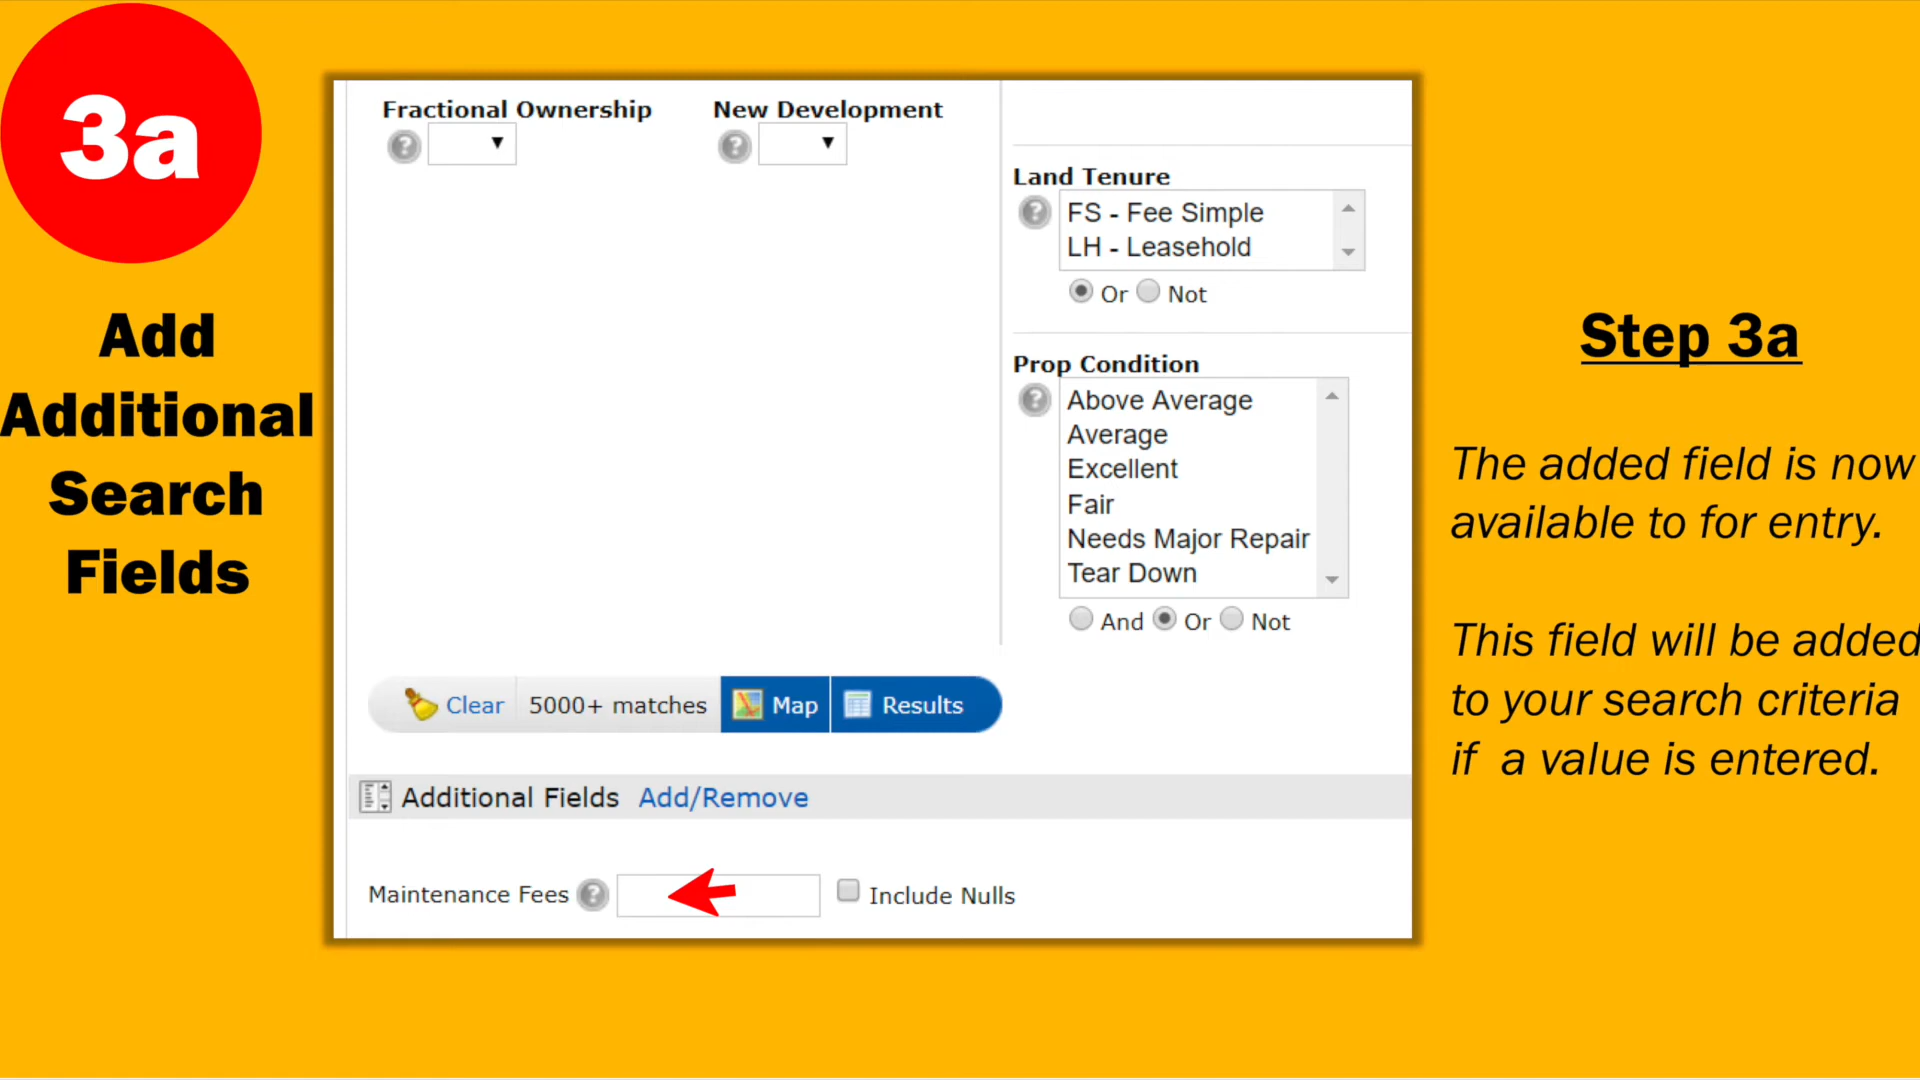 3a
Add
Additional
Search
Fields
Fractional Ownership
New Development
Land Tenure
FS - Fee Simple
LH - Leasehold
Or Not
Prop Condition
Above Average
Average
Excellent
Fair
Needs Major Repair
Tear Down
And Or Not
Clear 5000+ matches Map Results
Additional Fields Add/Remove
Maintenance Fees ? Include Nulls
Step 3a
The added field is now
available to for entry.
This field will be added
to your search criteria
if a value is entered.